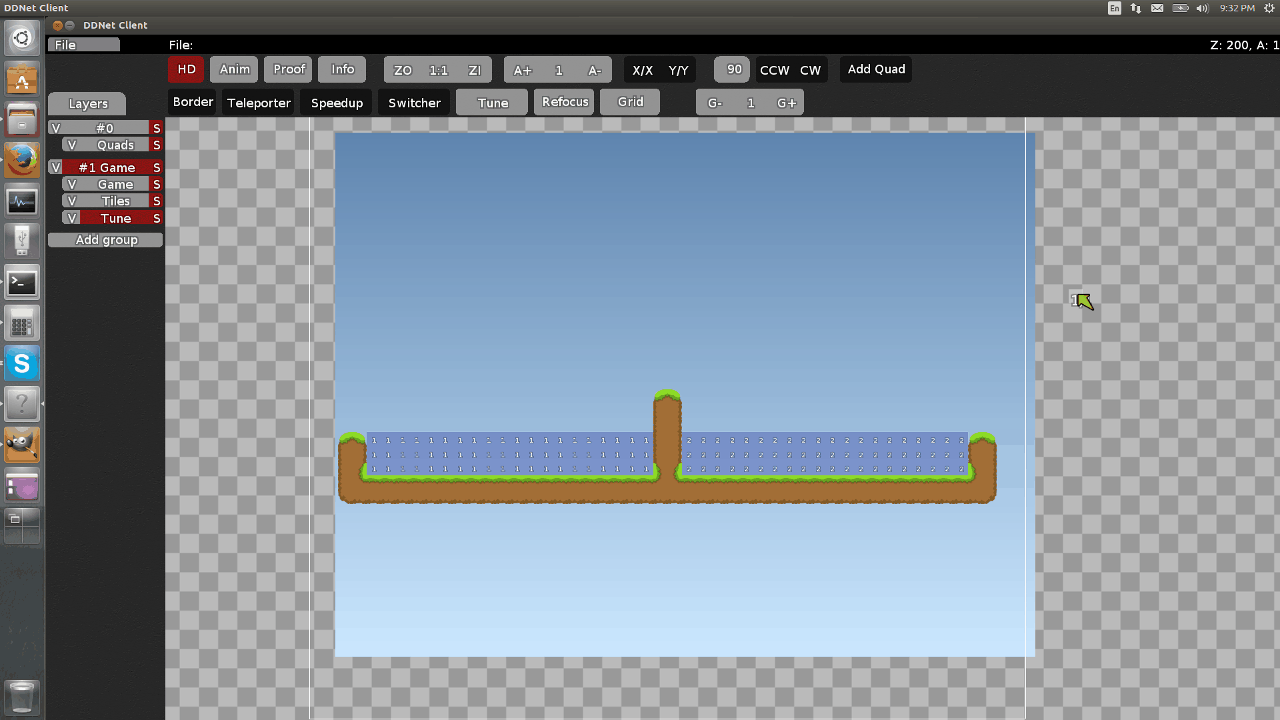 DDNet Client En 9:32 PM
DDNet Client
File File: Z: 200, A: 1
HD Anim Proof Info ZO 1:1 ZI A+ 1 A- X/X Y/Y 90 CCW CW Add Quad
Layers Border Teleporter Speedup Switcher Tune Refocus Grid G- 1 G+
V #0 S
V Quads S
V #1 Game S
V Game S
V Tiles S
V Tune S
Add group